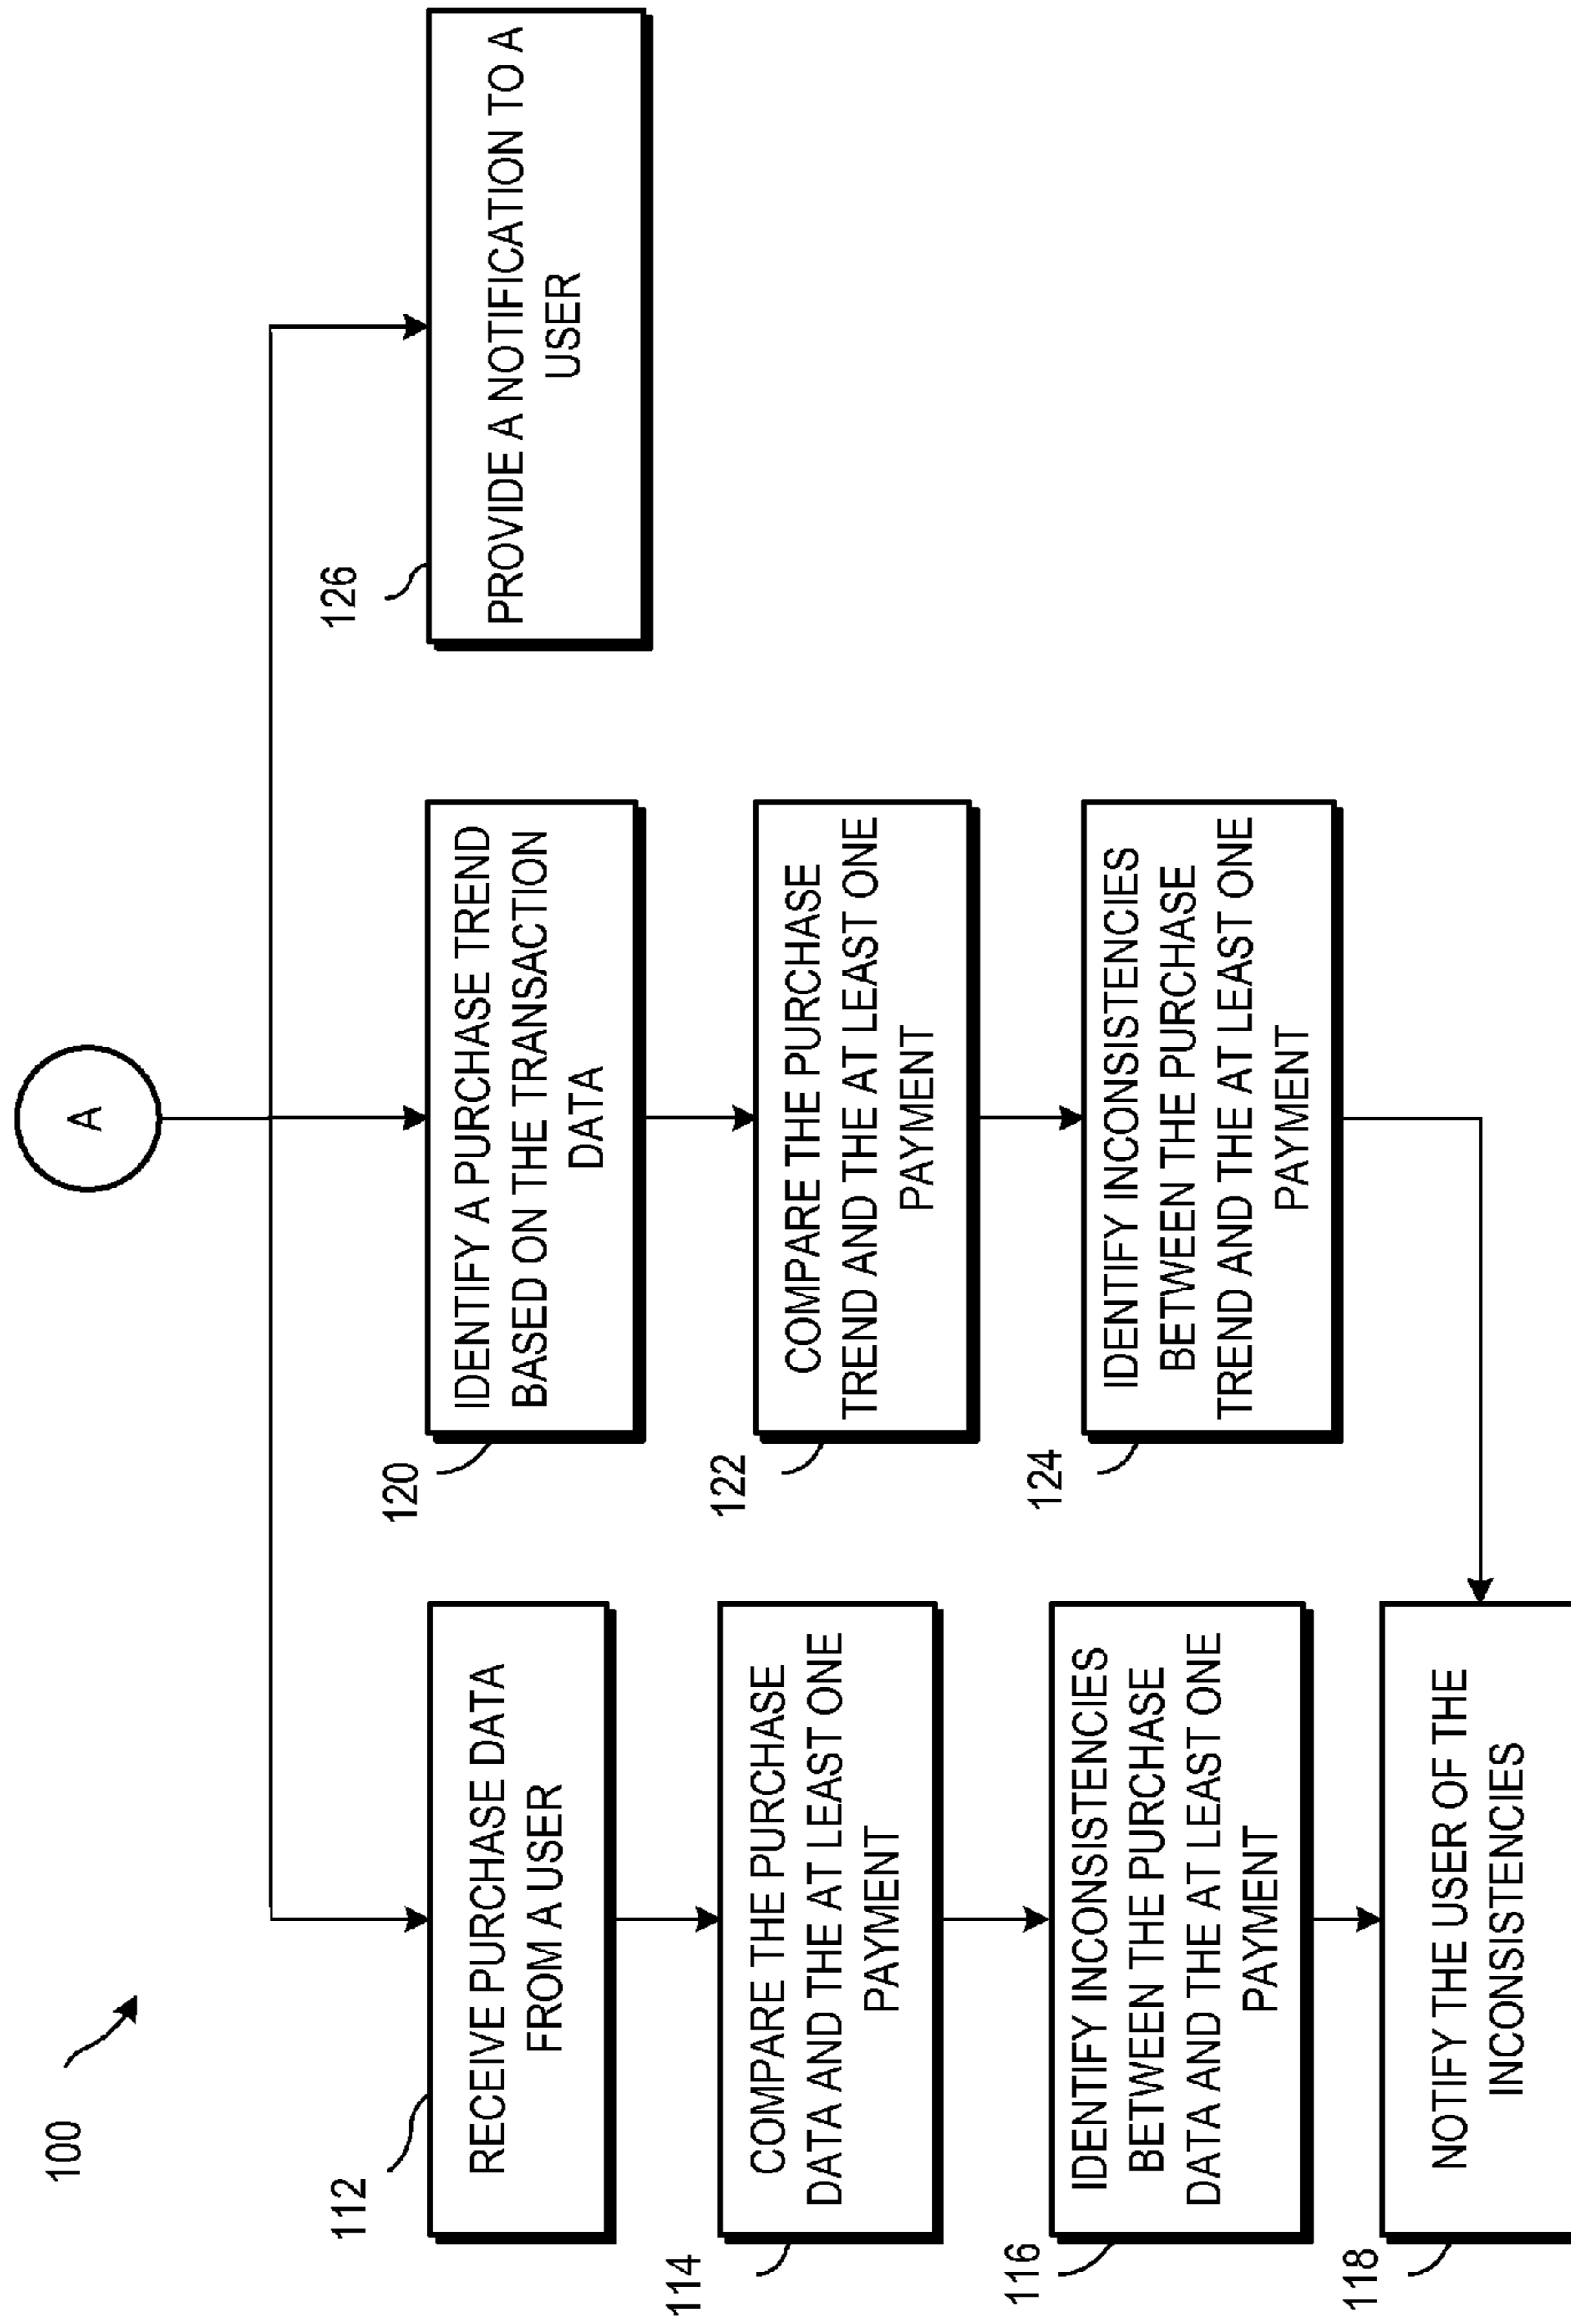 100
A
112
RECEIVE PURCHASE DATA
FROM A USER
114
COMPARE THE PURCHASE
DATA AND THE AT LEAST ONE
PAYMENT
116
IDENTIFY INCONSISTENCIES
BETWEEN THE PURCHASE
DATA AND THE AT LEAST ONE
PAYMENT
118
NOTIFY THE USER OF THE
INCONSISTENCIES
120
IDENTIFY A PURCHASE TREND
BASED ON THE TRANSACTION
DATA
122
COMPARE THE PURCHASE
TREND AND THE AT LEAST ONE
PAYMENT
124
IDENTIFY INCONSISTENCIES
BETWEEN THE PURCHASE
TREND AND THE AT LEAST ONE
PAYMENT
126
PROVIDE A NOTIFICATION TO A
USER